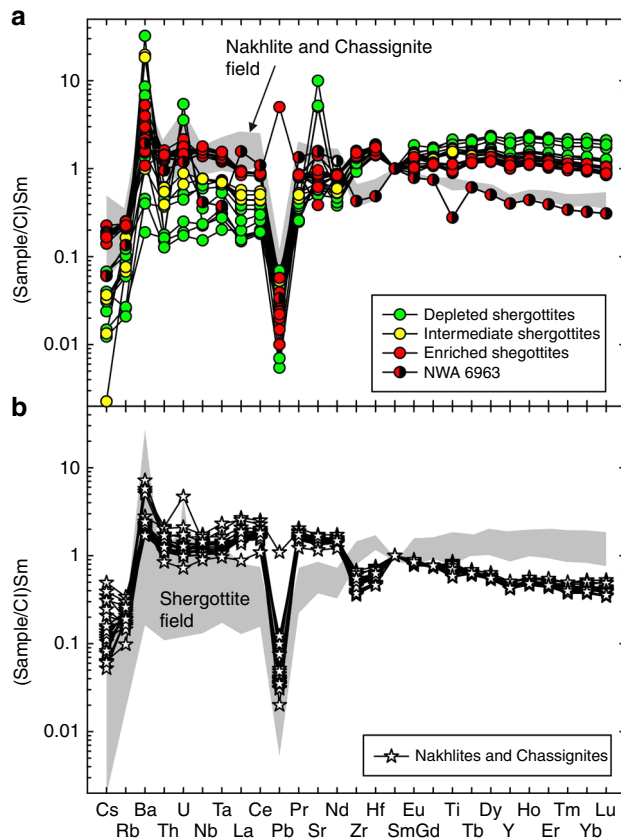 a
10
1
0.1
0.01
(Sample/CI)Sm
Nakhlite and Chassignite
field
Depleted shergottites
Intermediate shergottites
Enriched shegottites
NWA 6963
b
10
1
0.1
0.01
(Sample/CI)Sm
Shergottite
field
Nakhlites and Chassignites
Cs Ba U Ta Ce Pr Nd Hf Eu Ti Dy Ho Tm Lu
Rb Th Nb La Pb Sr Zr SmGd Tb Y Er Yb